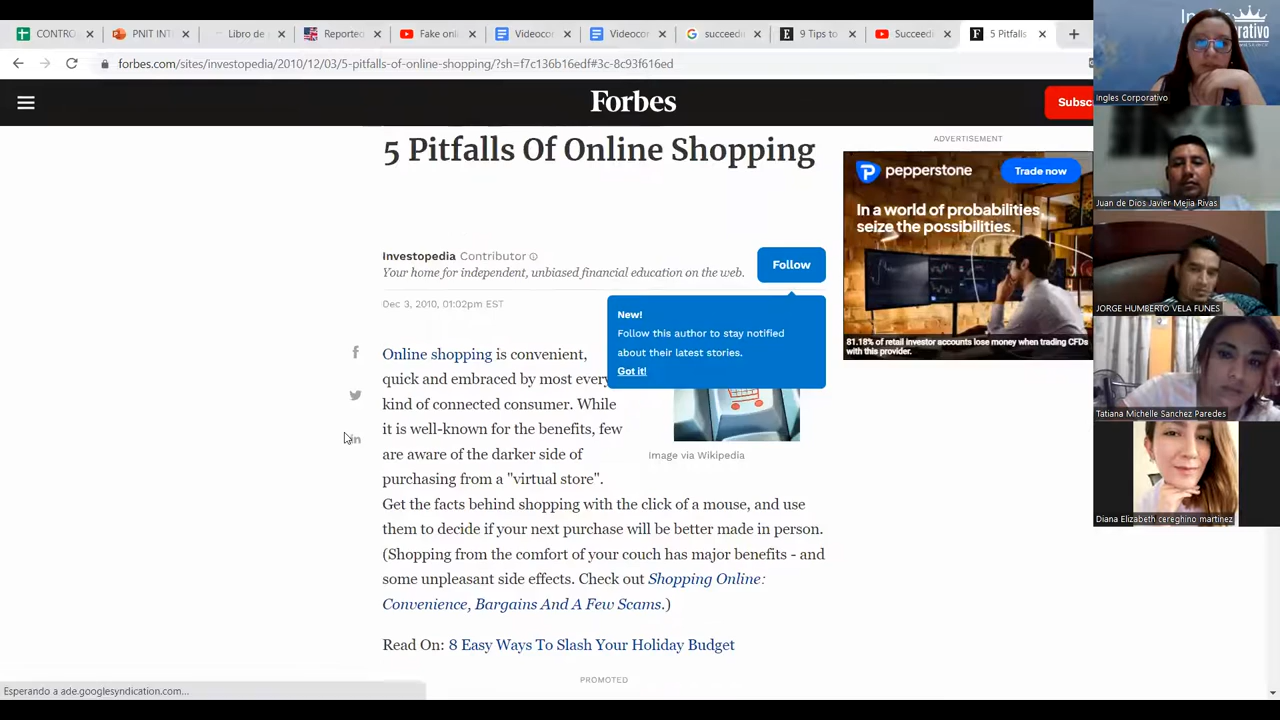 CONTRO
PNIT INT
Libro de
Reporteo
Fake onl
Videocor
Videocor
succeedi
9 Tips to
Succeedi
5 Pitfalls
forbes.com/sites/investopedia/2010/12/03/5-pitfalls-of-online-shopping/?sh=f7c136b16edf#3c-8c93f616ed
Forbes
Subsc
5 Pitfalls Of Online Shopping
Investopedia Contributor
Your home for independent, unbiased financial education on the web.
Follow
Dec 3, 2010, 01:02pm EST
New!
Follow this author to stay notified
about their latest stories.
Got it!
Online shopping is convenient,
quick and embraced by most every
kind of connected consumer. While
it is well-known for the benefits, few
are aware of the darker side of
purchasing from a "virtual store".
Get the facts behind shopping with the click of a mouse, and use
them to decide if your next purchase will be better made in person.
(Shopping from the comfort of your couch has major benefits - and
some unpleasant side effects. Check out Shopping Online:
Convenience, Bargains And A Few Scams.)
Image via Wikipedia
Read On: 8 Easy Ways To Slash Your Holiday Budget
PROMOTED
Esperando a ade.googlesyndication.com...
ADVERTISEMENT
pepperstone
Trade now
In a world of probabilities,
seize the possibilities.
81.18% of retail investor accounts lose money when trading CFDs
with this provider.
Ingles Corporativo
Juan de Dios Javier Mejia Rivas
JORGE HUMBERTO VELA FUNES
Tatiana Michelle Sanchez Paredes
Diana Elizabeth cereghino martinez